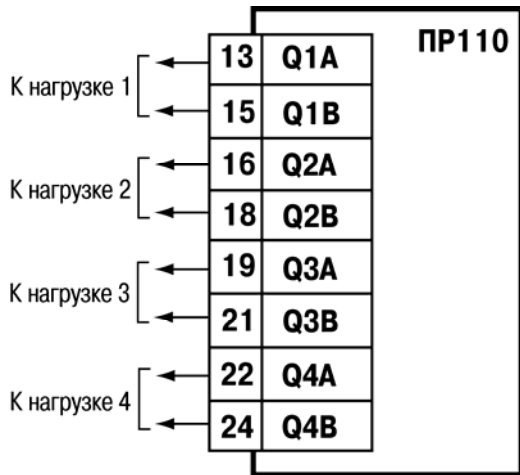 ПР110
13 Q1A
К нагрузке 1
15 Q1B
16 Q2A
К нагрузке 2
18 Q2B
19 Q3A
К нагрузке 3
21 Q3B
22 Q4A
К нагрузке 4
24 Q4B